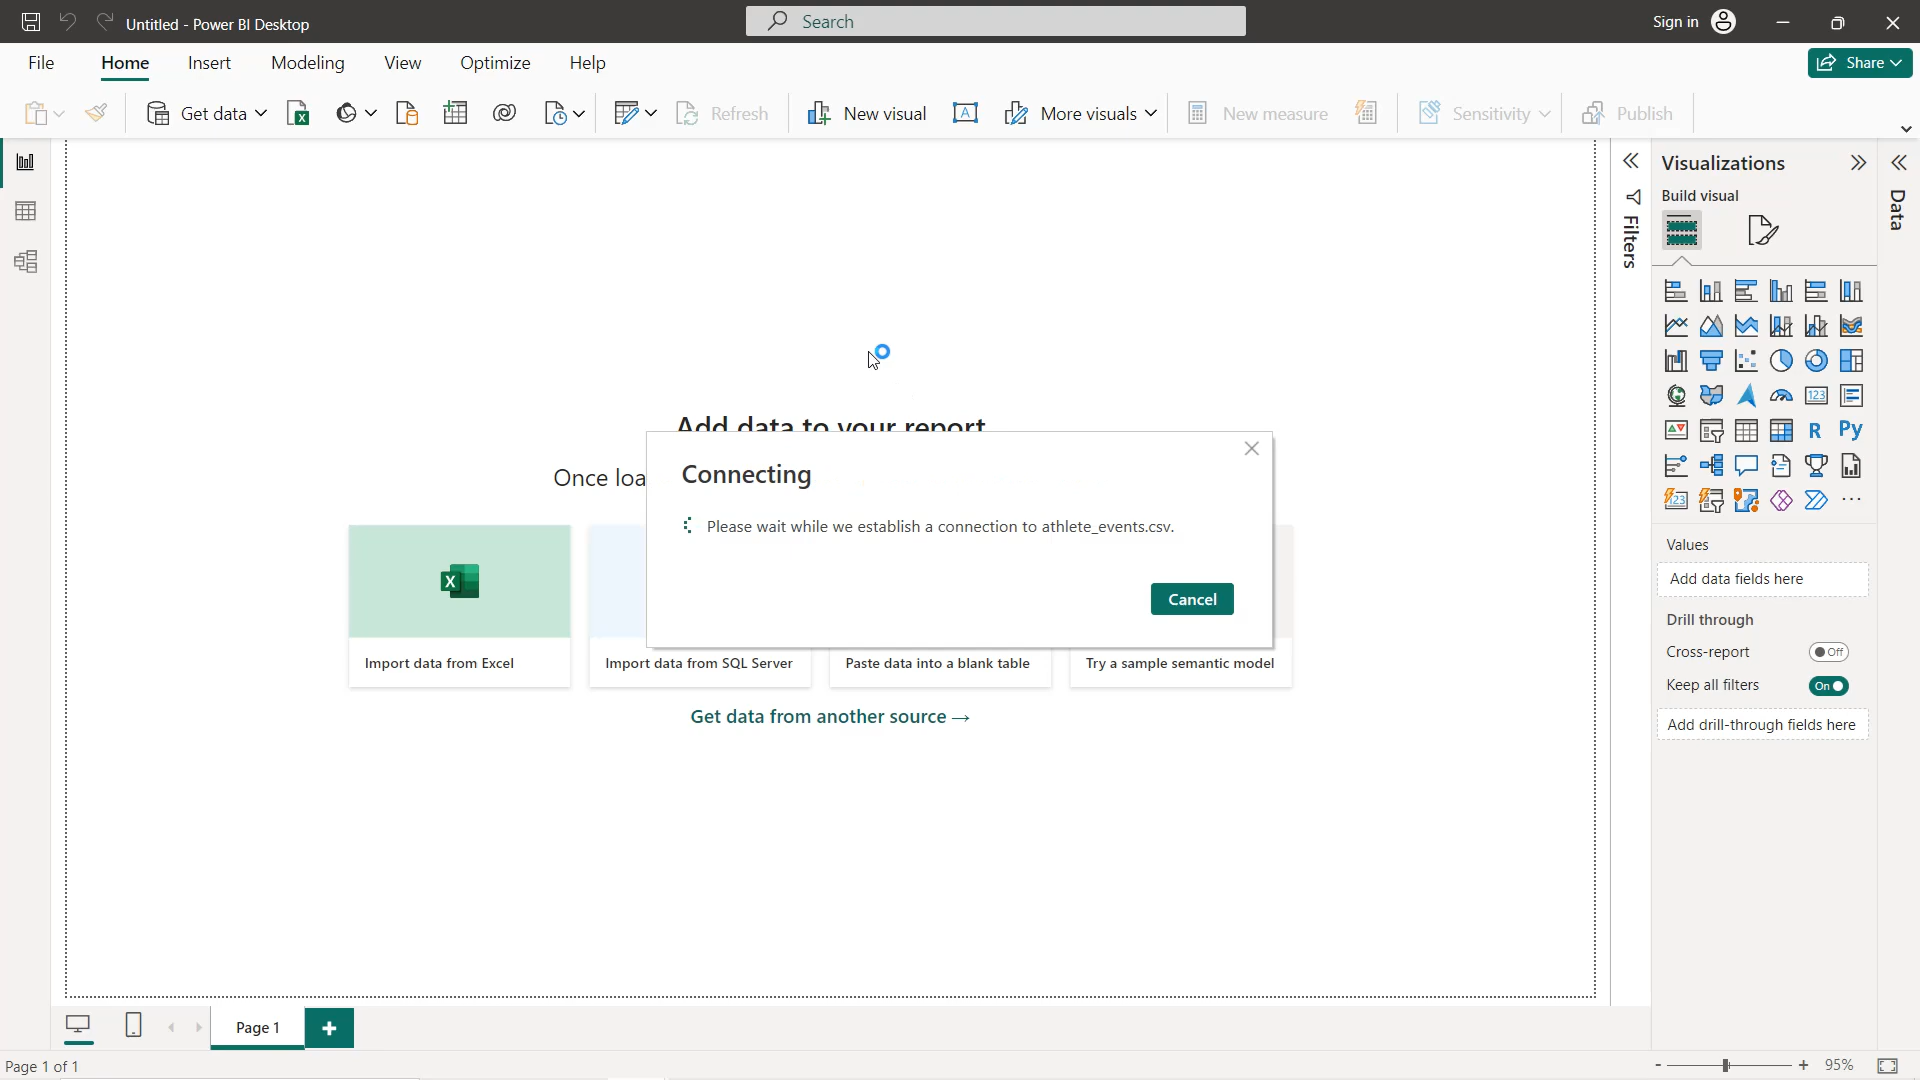 Untitled - Power BI Desktop
Search
Sign in
File
Home
Insert
Modeling
View
Optimize
Help
Share
Get data
Refresh
New visual
More visuals
New measure
Sensitivity
Publish
Visualizations
Build visual
Filters
Data
R
Py
123
123
Values
Add data fields here
Drill through
Cross-report
Off
Keep all filters
On
Add drill-through fields here
Add data to your report
Once loa
Connecting
Please wait while we establish a connection to athlete_events.csv.
Cancel
Import data from Excel
Import data from SQL Server
Paste data into a blank table
Try a sample semantic model
Get data from another source →
Page 1
Page 1 of 1
- + 95%